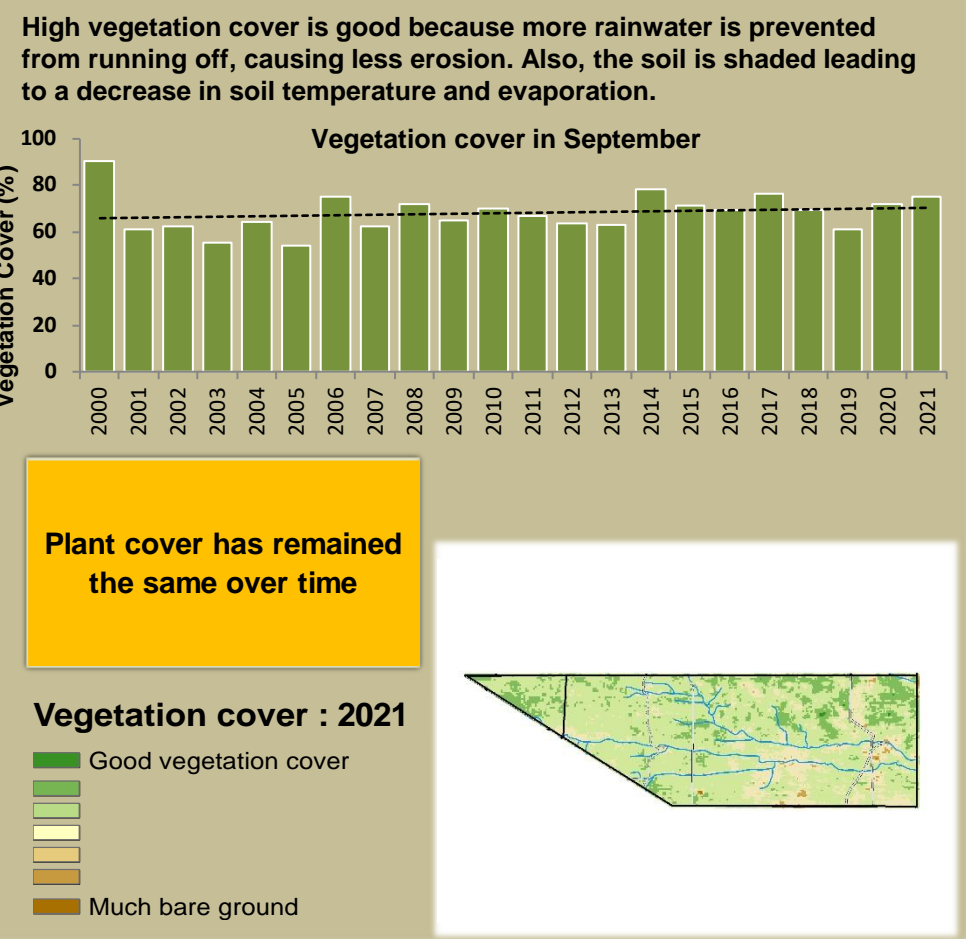 High vegetation cover is good because more rainwater is prevented
from running off, causing less erosion. Also, the soil is shaded leading
to a decrease in soil temperature and evaporation.
Vegetation cover in September
Vegetation Cover (%)
100
80
60
40
20
0
2000
2001
2002
2003
2004
2005
2006
2007
2008
2009
2010
2011
2012
2013
2014
2015
2016
2017
2018
2019
2020
2021
Plant cover has remained
the same over time
Vegetation cover : 2021
Good vegetation cover
Much bare ground